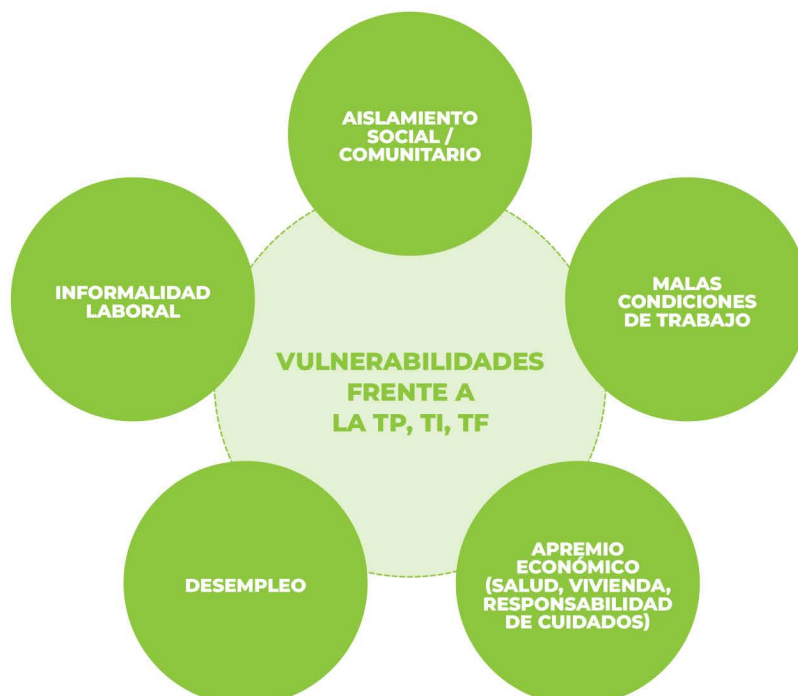 AISLAMIENTO
SOCIAL /
COMUNITARIO
INFORMALIDAD
LABORAL
MALAS
CONDICIONES
DE TRABAJO
VULNERABILIDADES
FRENTE A
LA TP, TI, TF
DESEMPLEO
APREMIO
ECONÓMICO
(SALUD, VIVIENDA,
RESPONSABILIDAD
DE CUIDADOS)